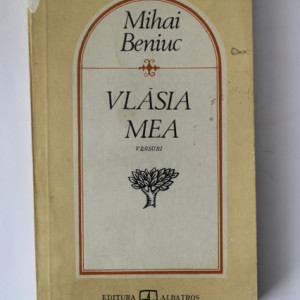 Mihai
Beniuc
VLĂSIA
MEA
VERSURI
EDITURA ALBATROS